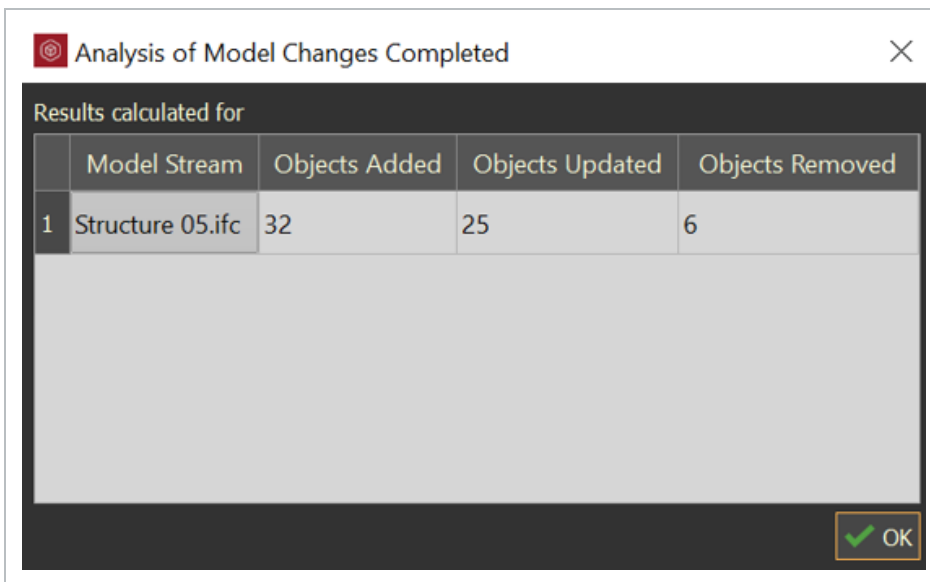 Analysis of Model Changes Completed
Results calculated for
Model Stream Objects Added Objects Updated Objects Removed
1 Structure 05.ifc 32 25 6
OK